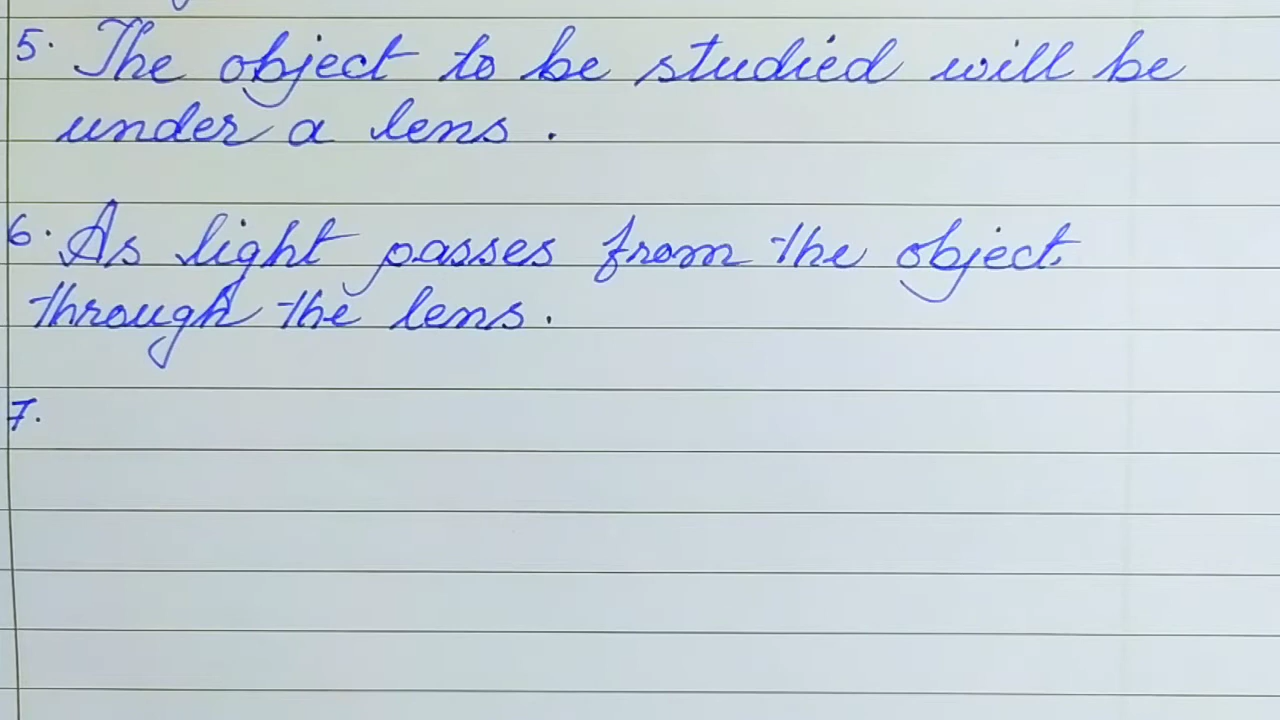 5. The object to be studied will be
under a lens.
6. As light passes from the object
through the lens.
7.